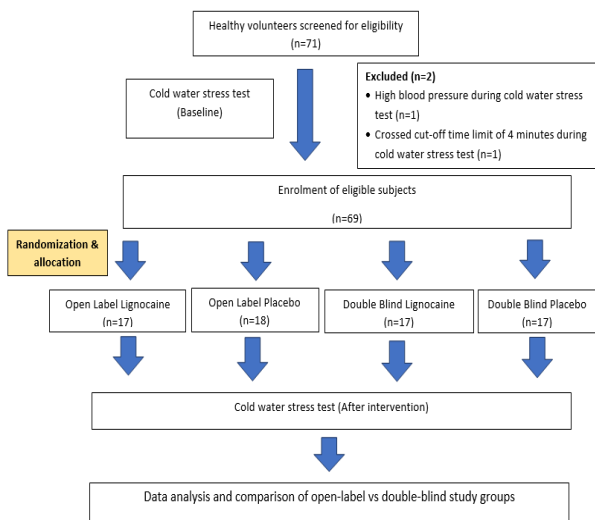 Healthy volunteers screened for eligibility
(n=71)
Cold water stress test
(Baseline)
Excluded (n=2)
• High blood pressure during cold water stress
test (n=1)
• Crossed cut-off time limit of 4 minutes during
cold water stress test (n=1)
Enrolment of eligible subjects
(n=69)
Randomization &
allocation
Open Label Lignocaine
(n=17)
Open Label Placebo
(n=18)
Double Blind Lignocaine
(n=17)
Double Blind Placebo
(n=17)
Cold water stress test (After intervention)
Data analysis and comparison of open-label vs double-blind study groups